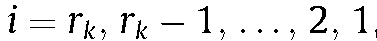 i = r_k, r_k − 1, …, 2, 1,